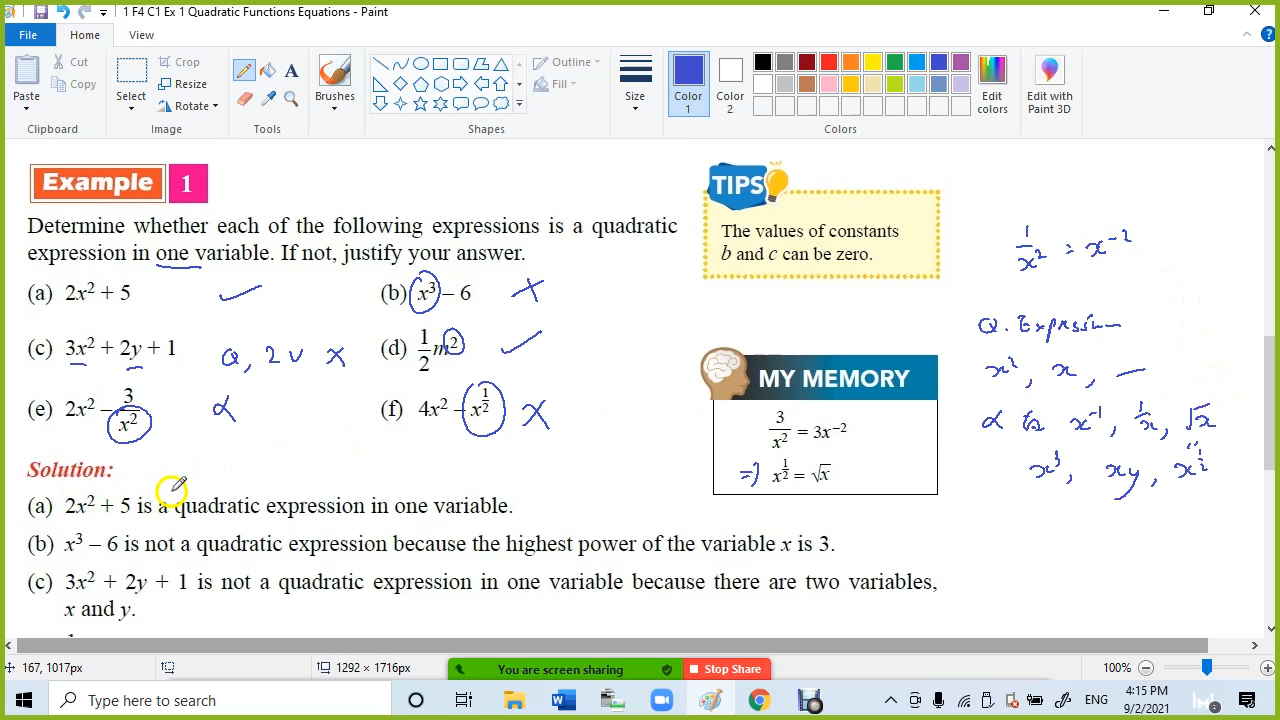 1 F4 C1 Ex 1 Quadratic Functions Equations - Paint
File Home View
Paste Cut Copy Select Crop Resize Rotate Brushes Outline Fill Size Color 1 Color 2 Edit colors Edit with Paint 3D
Clipboard Image Tools Shapes Colors
Example 1
Determine whether each of the following expressions is a quadratic
expression in one variable. If not, justify your answer.
(a) 2x² + 5 ✓ (b) x³ – 6 ✗
(c) 3x² + 2y + 1 Q, 2 V X (d) 1/2 m² ✓
(e) 2x² – 3/x² (f) 4x² – x^(1/2) X
TIPS
The values of constants
b and c can be zero.
MY MEMORY
3/x² = 3x⁻²
⇒ x^(1/2) = √x
1/x² = x⁻²
Q. Expression
x², x, —
x⁻¹, 1/x, √x
x³, xy, x^(1/2)
Solution:
(a) 2x² + 5 is a quadratic expression in one variable.
(b) x³ – 6 is not a quadratic expression because the highest power of the variable x is 3.
(c) 3x² + 2y + 1 is not a quadratic expression in one variable because there are two variables,
x and y.
167, 1017px 1292 × 1716px 100%
You are screen sharing Stop Share
Type here to search
ENG 4:15 PM
9/2/2021